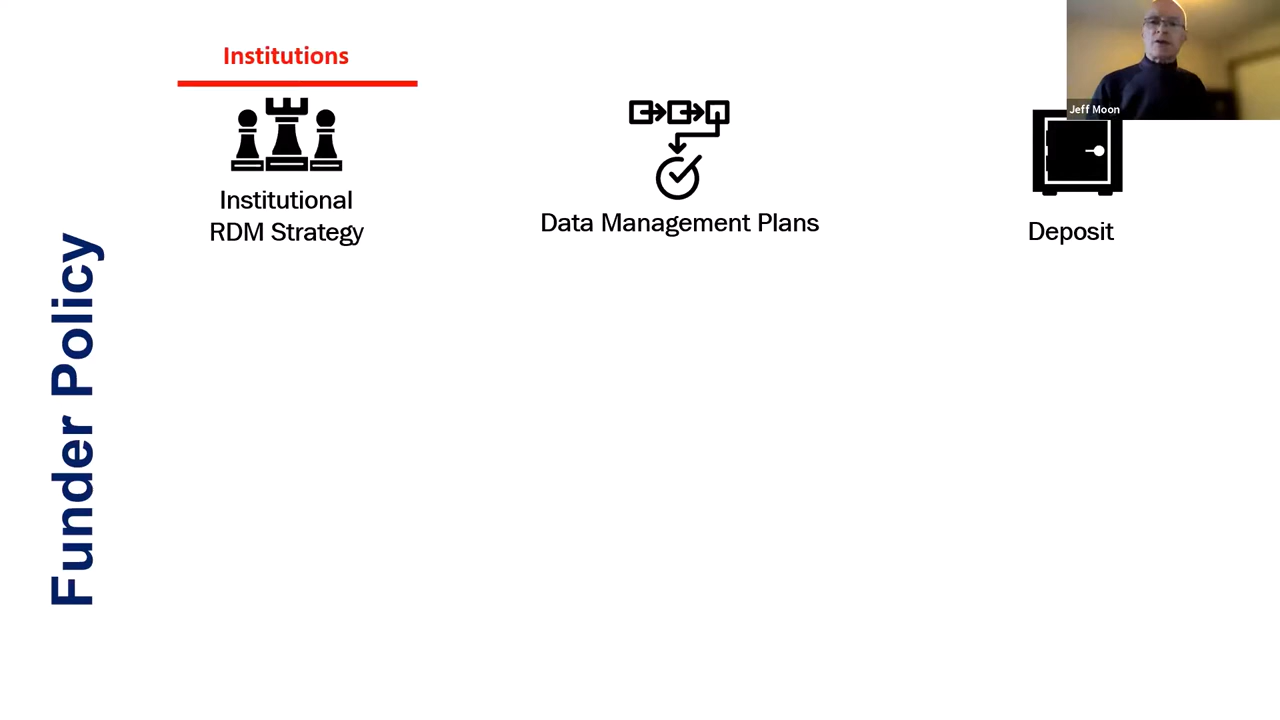 Institutions
Jeff Moon
Institutional
RDM Strategy
Data Management Plans
Deposit
Funder Policy